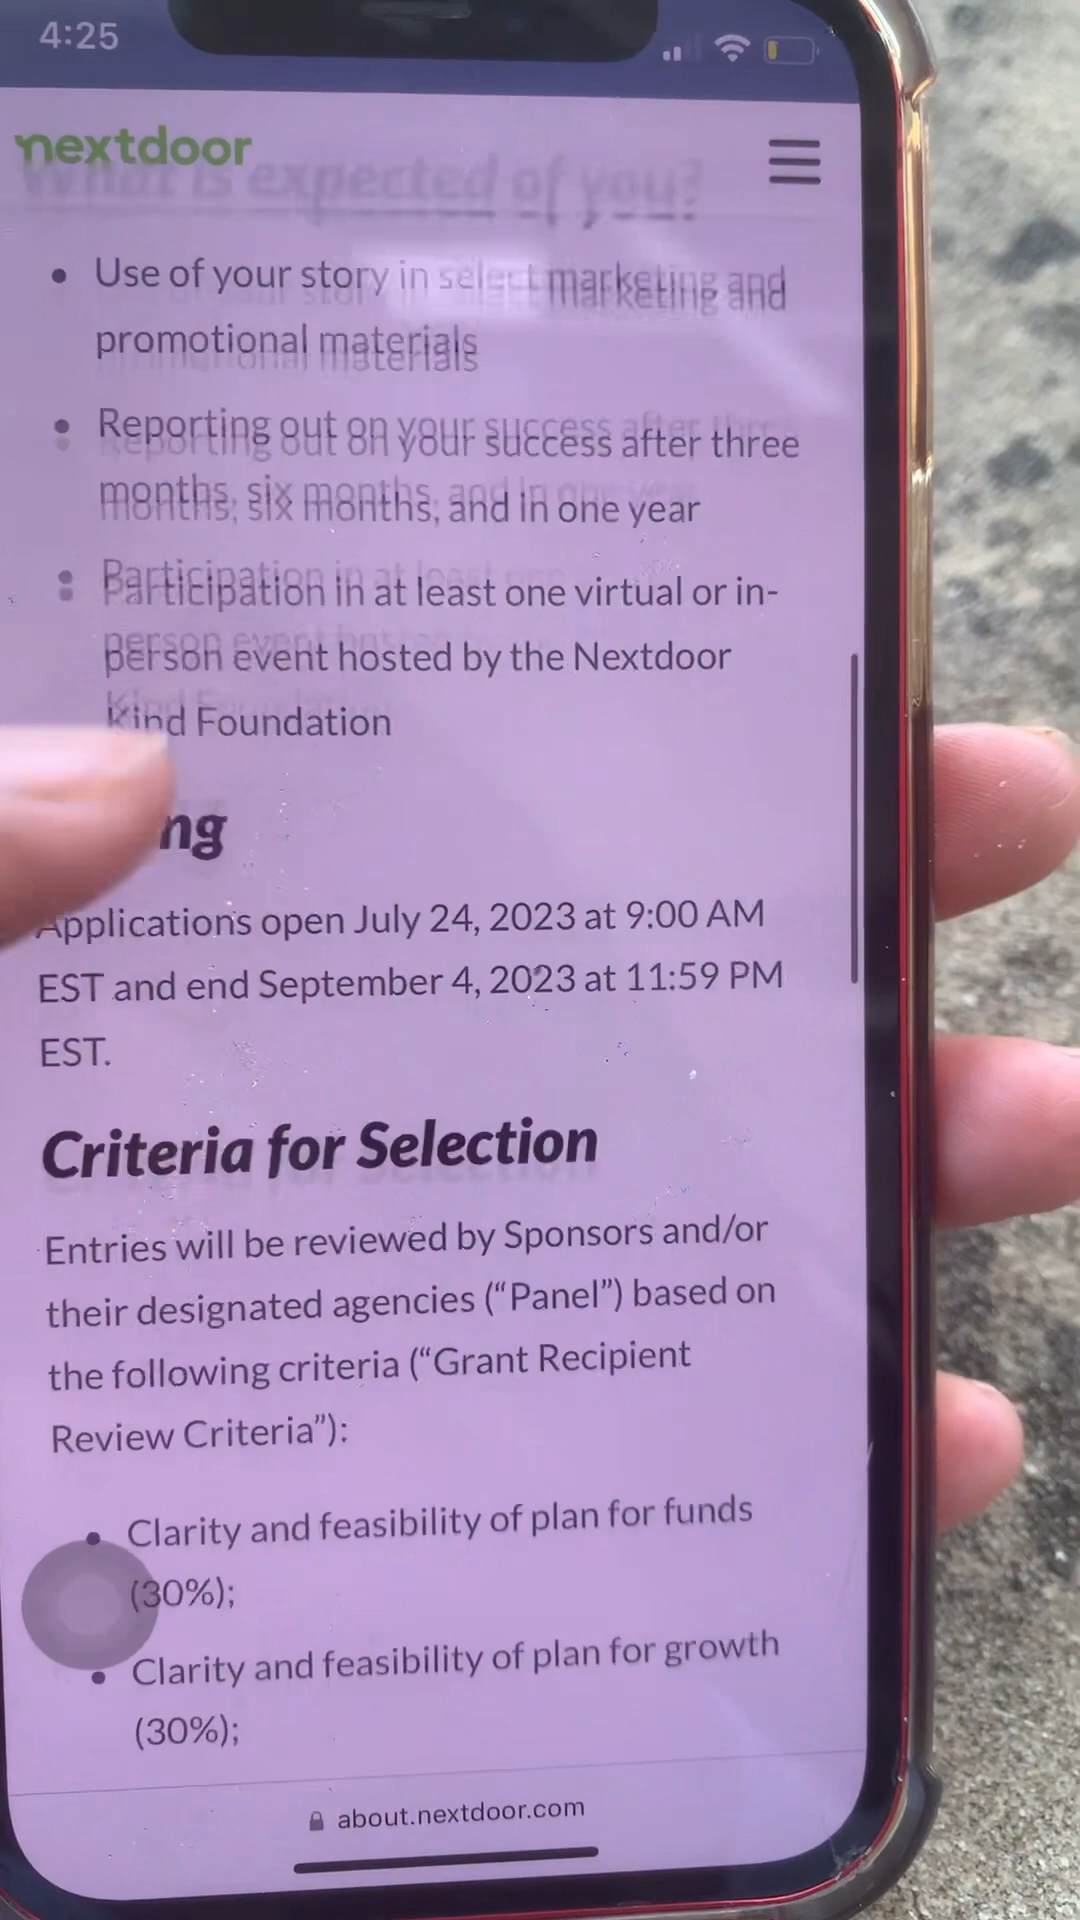 4:25
nextdoor
What is expected of you?
• Use of your story in select marketing and
promotional materials
• Reporting out on your success after three
months, six months, and in one year
• Participation in at least one virtual or in-
person event hosted by the Nextdoor
Kind Foundation
ng
Applications open July 24, 2023 at 9:00 AM
EST and end September 4, 2023 at 11:59 PM
EST.
Criteria for Selection
Entries will be reviewed by Sponsors and/or
their designated agencies (“Panel”) based on
the following criteria (“Grant Recipient
Review Criteria”):
• Clarity and feasibility of plan for funds
(30%);
• Clarity and feasibility of plan for growth
(30%);
about.nextdoor.com